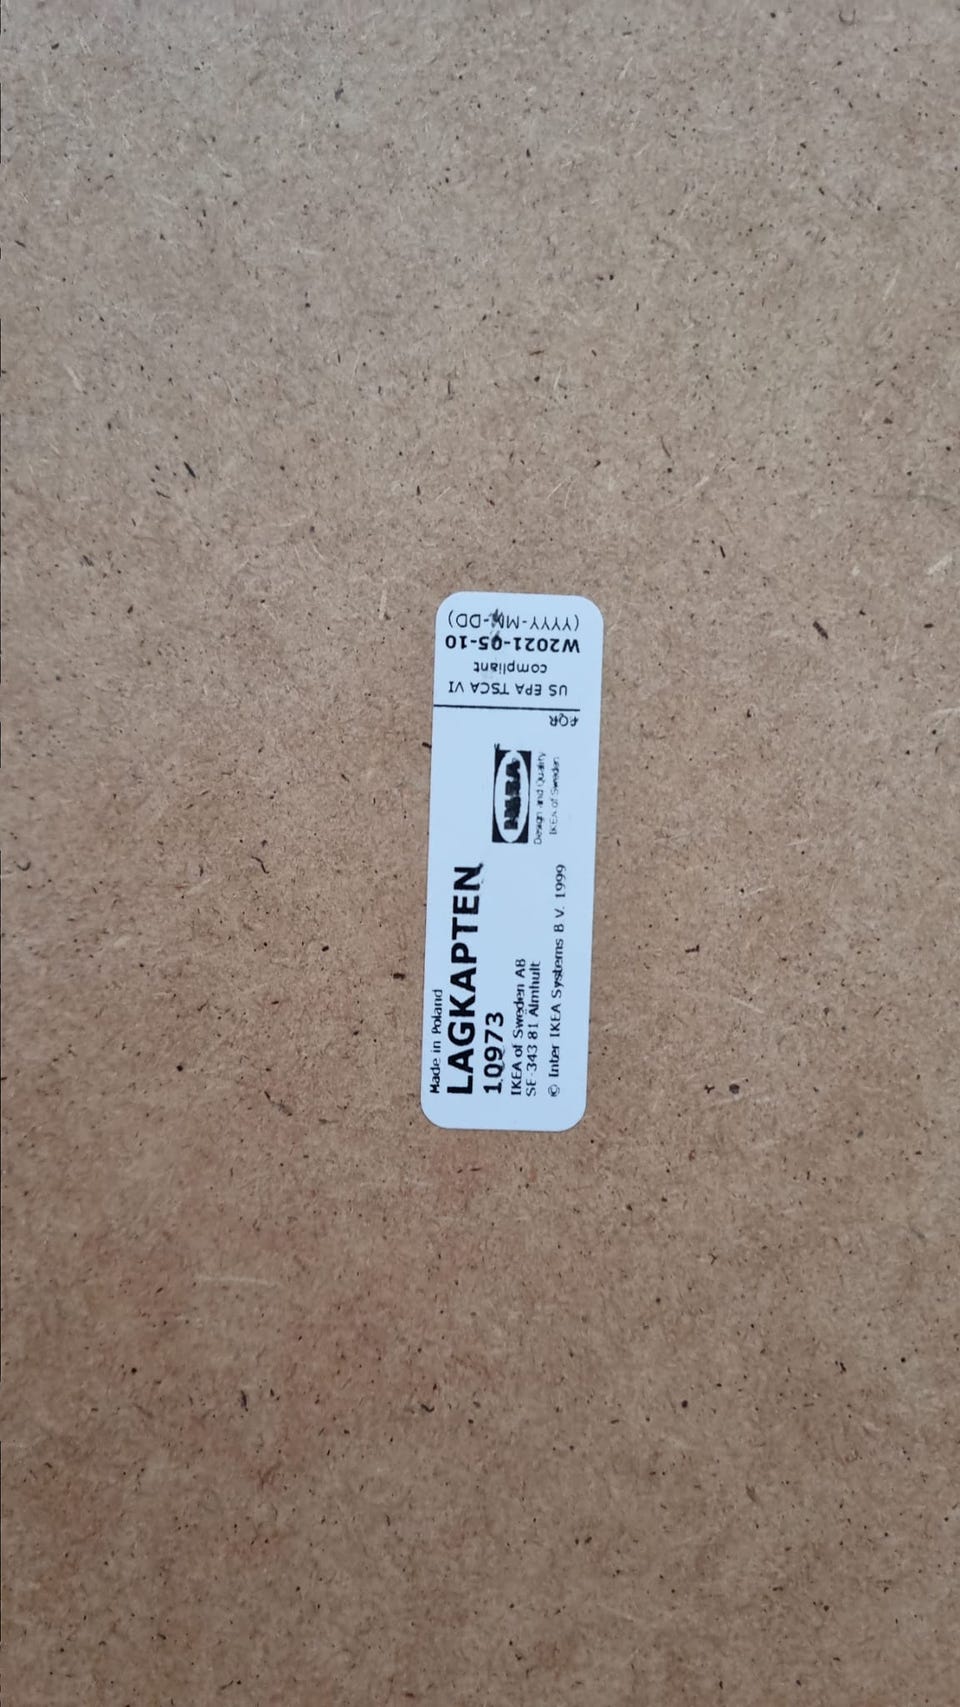 Made in Poland
LAGKAPTEN
10973
IKEA of Sweden AB
SE-343 81 Älmhult
© Inter IKEA Systems B V. 1999
IKEA
Design and Quality
IKEA of Sweden
FQR
US EPA TSCA VI
compliant
W2021-05-10
(YYYY-MM-DD)